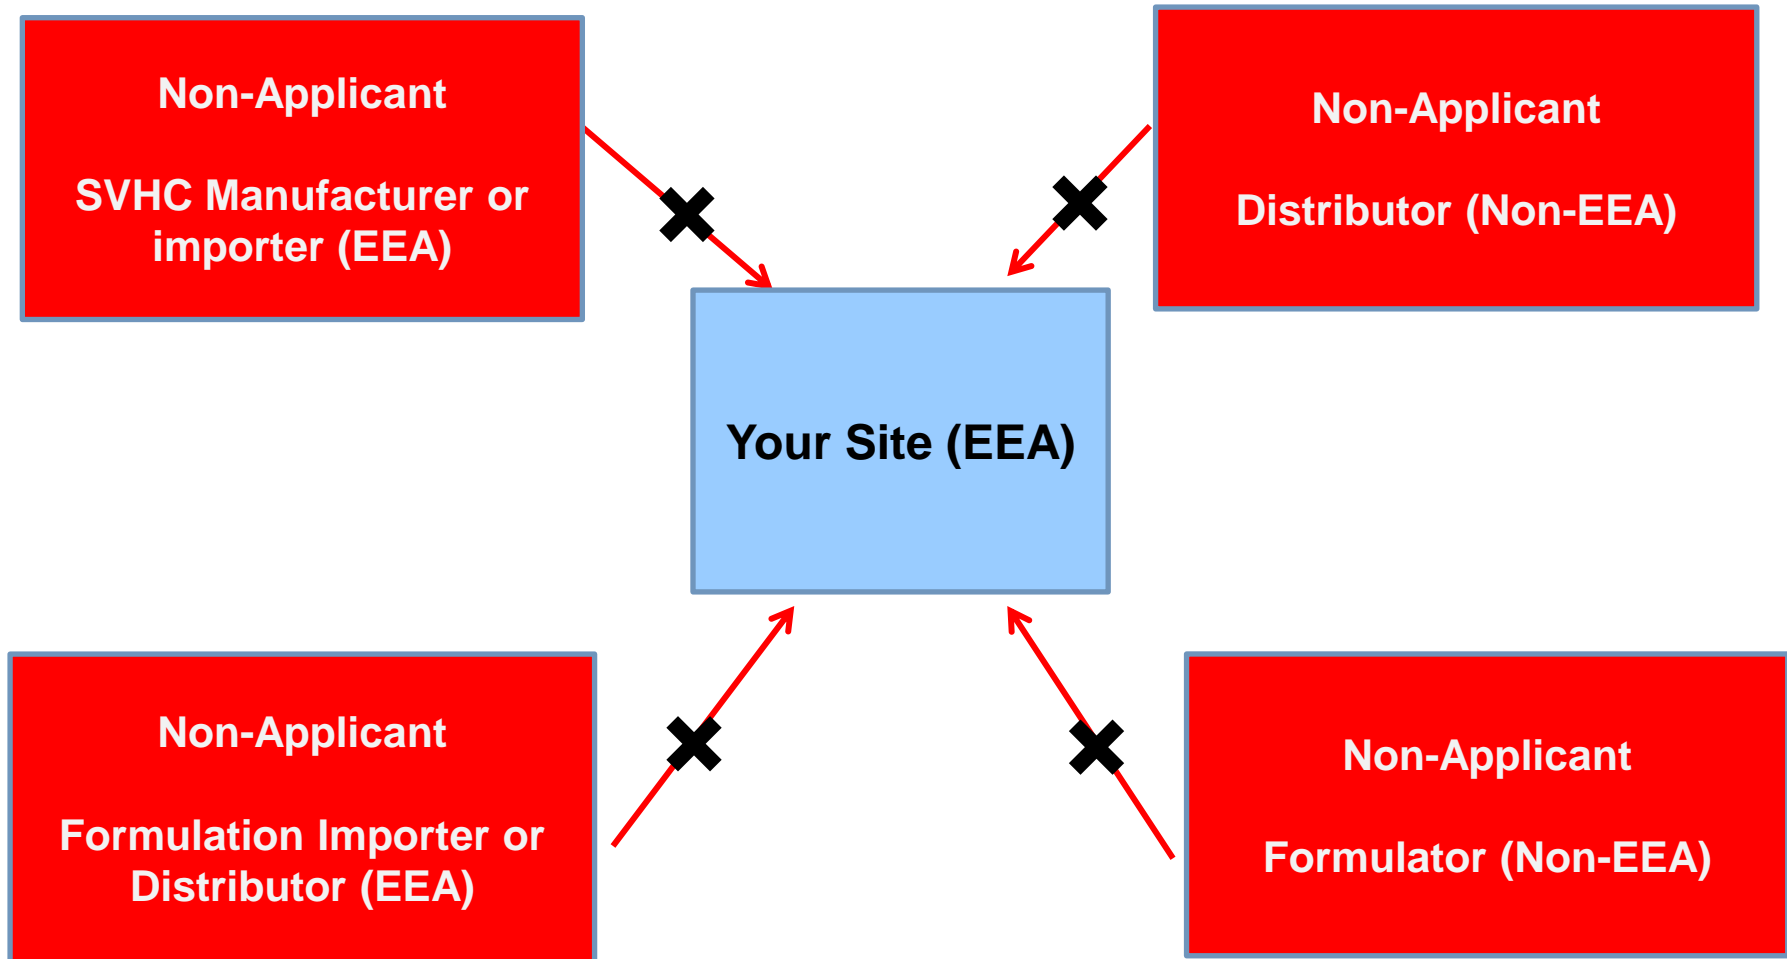 Non-Applicant
SVHC Manufacturer or
importer (EEA)
Non-Applicant
Distributor (Non-EEA)
Your Site (EEA)
Non-Applicant
Formulation Importer or
Distributor (EEA)
Non-Applicant
Formulator (Non-EEA)